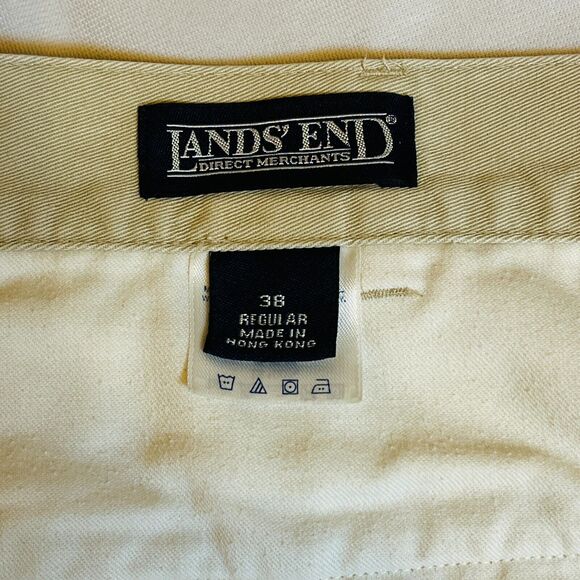 LANDS' END®
DIRECT MERCHANTS
38
REGULAR
MADE IN
HONG KONG